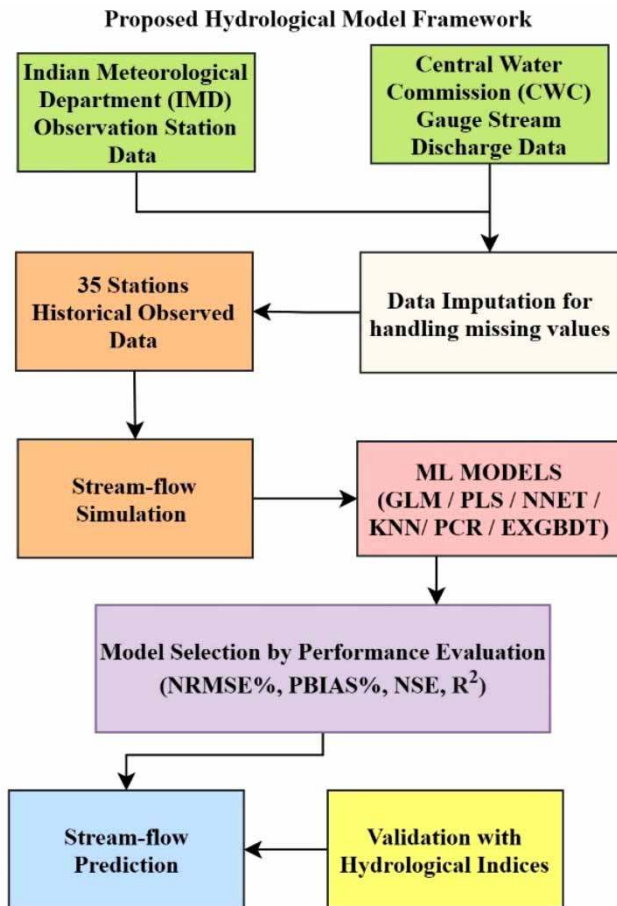 Proposed Hydrological Model Framework
Indian Meteorological
Department (IMD)
Observation Station
Data
Central Water
Commission (CWC)
Gauge Stream
Discharge Data
35 Stations
Historical Observed
Data
Data Imputation for
handling missing values
Stream-flow
Simulation
ML MODELS
(GLM / PLS / NNET /
KNN/ PCR / EXGBDT)
Model Selection by Performance Evaluation
(NRMSE%, PBIAS%, NSE, R²)
Stream-flow
Prediction
Validation with
Hydrological Indices